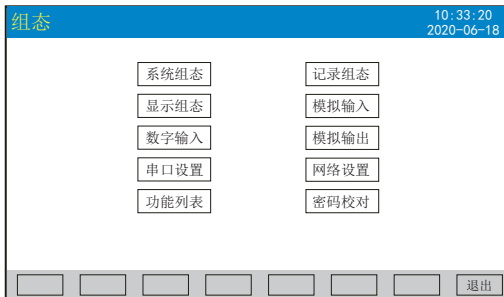 组态
10:33:20
2020-06-18
系统组态 记录组态
显示组态 模拟输入
数字输入 模拟输出
串口设置 网络设置
功能列表 密码校对
退出